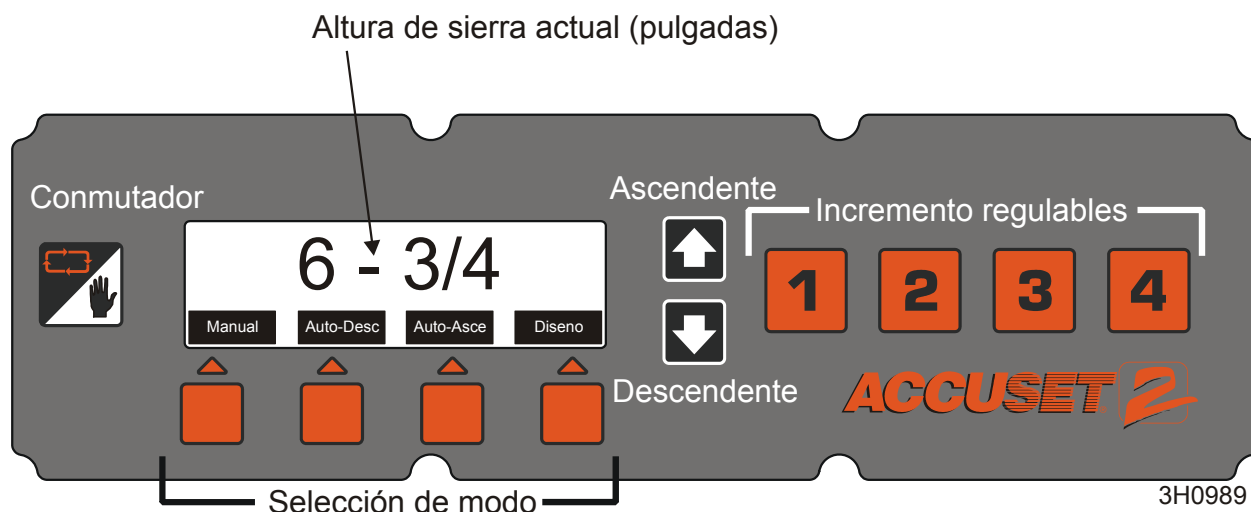 Altura de sierra actual (pulgadas)
Conmutador
Ascendente
Incremento regulables
6 - 3/4
1 2 3 4
Manual Auto-Desc Auto-Asce Diseno
Descendente
ACCUSET 2
Selección de modo
3H0989